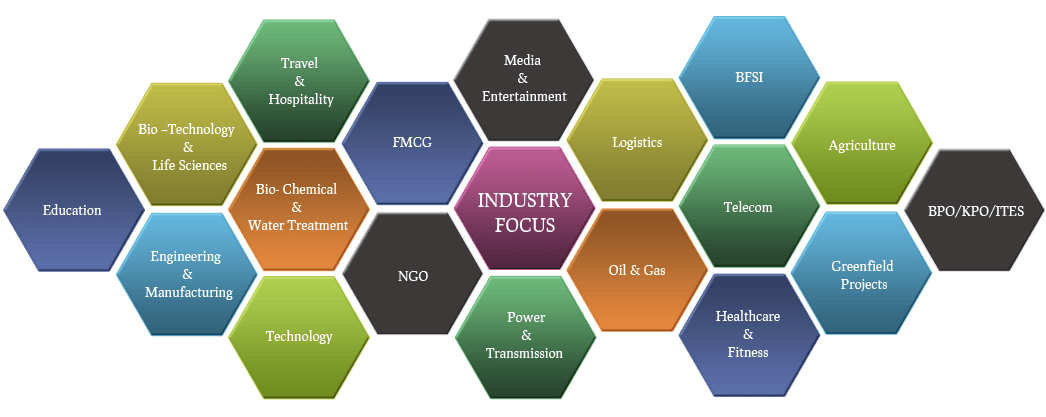 Travel
&
Hospitality
Media
&
Entertainment
BFSI
Bio –Technology
&
Life Sciences
FMCG
Logistics
Agriculture
Education
Bio- Chemical
&
Water Treatment
INDUSTRY
FOCUS
Telecom
BPO/KPO/ITES
Engineering
&
Manufacturing
NGO
Oil & Gas
Greenfield
Projects
Technology
Power
&
Transmission
Healthcare
&
Fitness